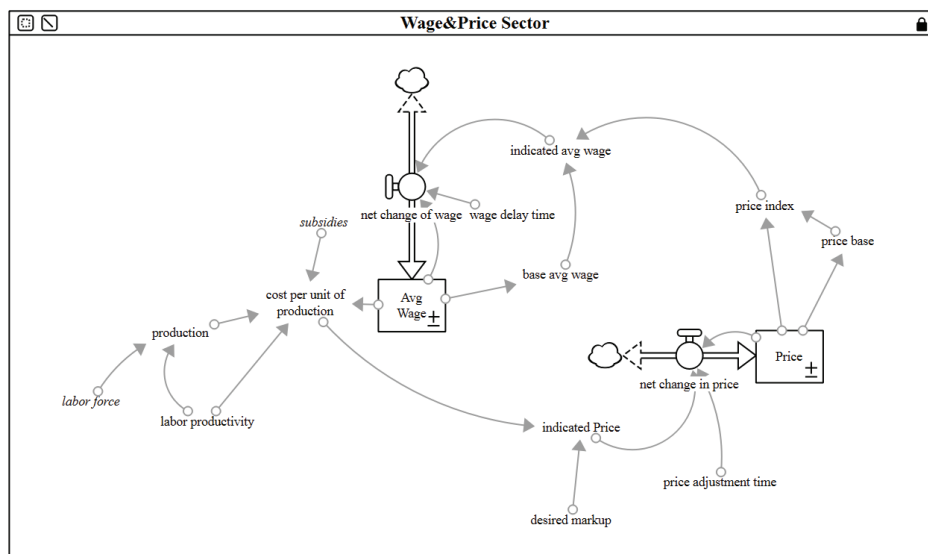 Wage&Price Sector
indicated avg wage
price index
net change of wage
wage delay time
subsidies
price base
base avg wage
cost per unit of
production
Avg
Wage
production
Price
net change in price
labor force
labor productivity
indicated Price
price adjustment time
desired markup